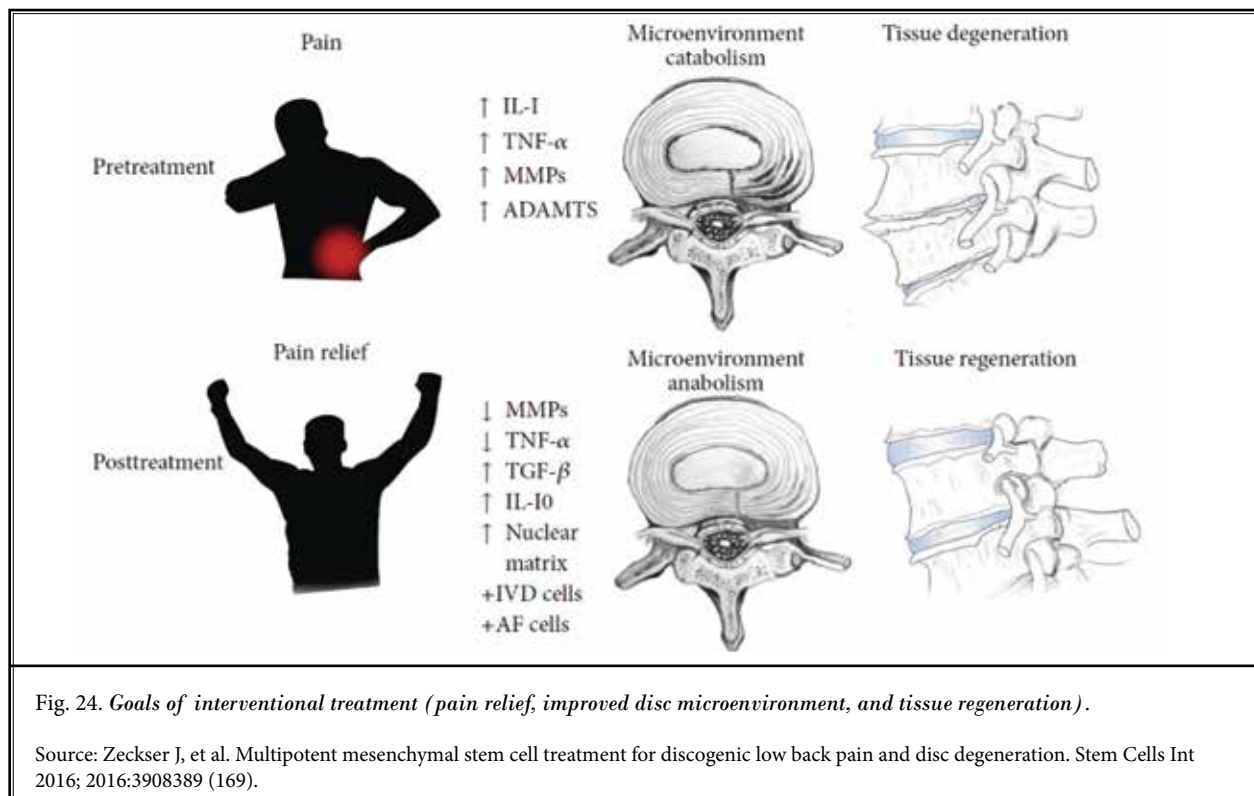 Pain
Microenvironment
catabolism
Tissue degeneration
Pretreatment
↑ IL-I
↑ TNF-α
↑ MMPs
↑ ADAMTS
Pain relief
Microenvironment
anabolism
Tissue regeneration
Posttreatment
↓ MMPs
↓ TNF-α
↑ TGF-β
↑ IL-I0
↑ Nuclear
matrix
+IVD cells
+AF cells
Fig. 24. Goals of interventional treatment (pain relief, improved disc microenvironment, and tissue regeneration).
Source: Zeckser J, et al. Multipotent mesenchymal stem cell treatment for discogenic low back pain and disc degeneration. Stem Cells Int
2016; 2016:3908389 (169).